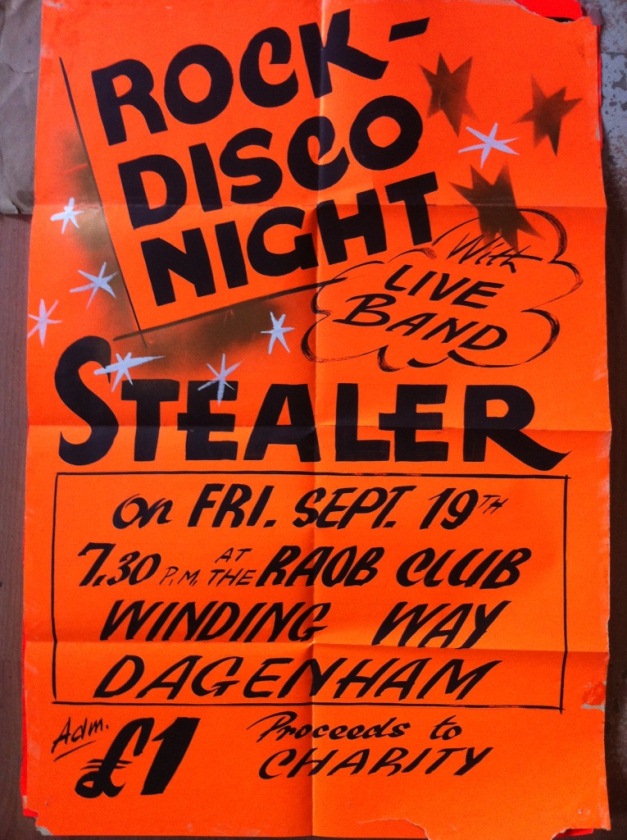 ROCK-
DISCO
NIGHT
With
LIVE
BAND
STEALER
on FRI. SEPT. 19TH
7.30 P.M. AT THE RAOB CLUB
WINDING WAY
DAGENHAM
Adm. £1
Proceeds to
CHARITY